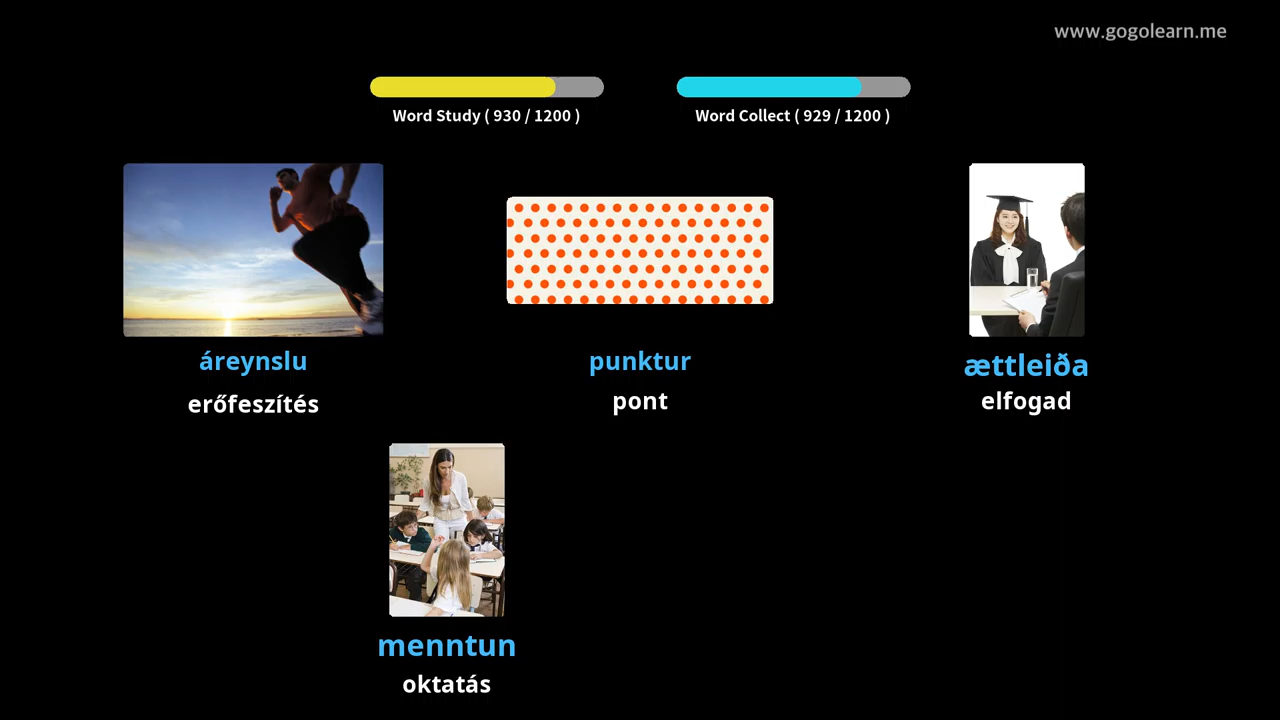 www.gogolearn.me
Word Study ( 930 / 1200 )
Word Collect ( 929 / 1200 )
áreynslu
erőfeszítés
punktur
pont
ættleiða
elfogad
menntun
oktatás